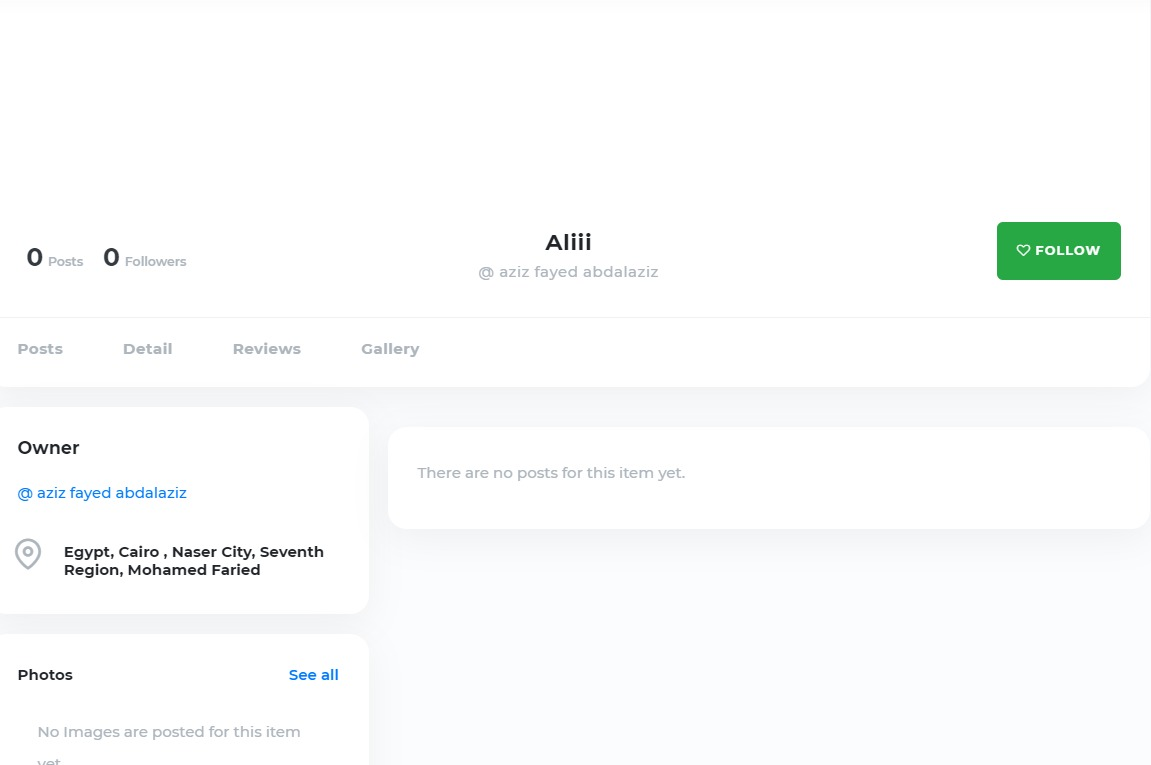 0 Posts 0 Followers
Aliii
@ aziz fayed abdalaziz
FOLLOW
Posts Detail Reviews Gallery
Owner
@ aziz fayed abdalaziz
Egypt, Cairo , Naser City, Seventh
Region, Mohamed Faried
There are no posts for this item yet.
Photos See all
No Images are posted for this item
yet